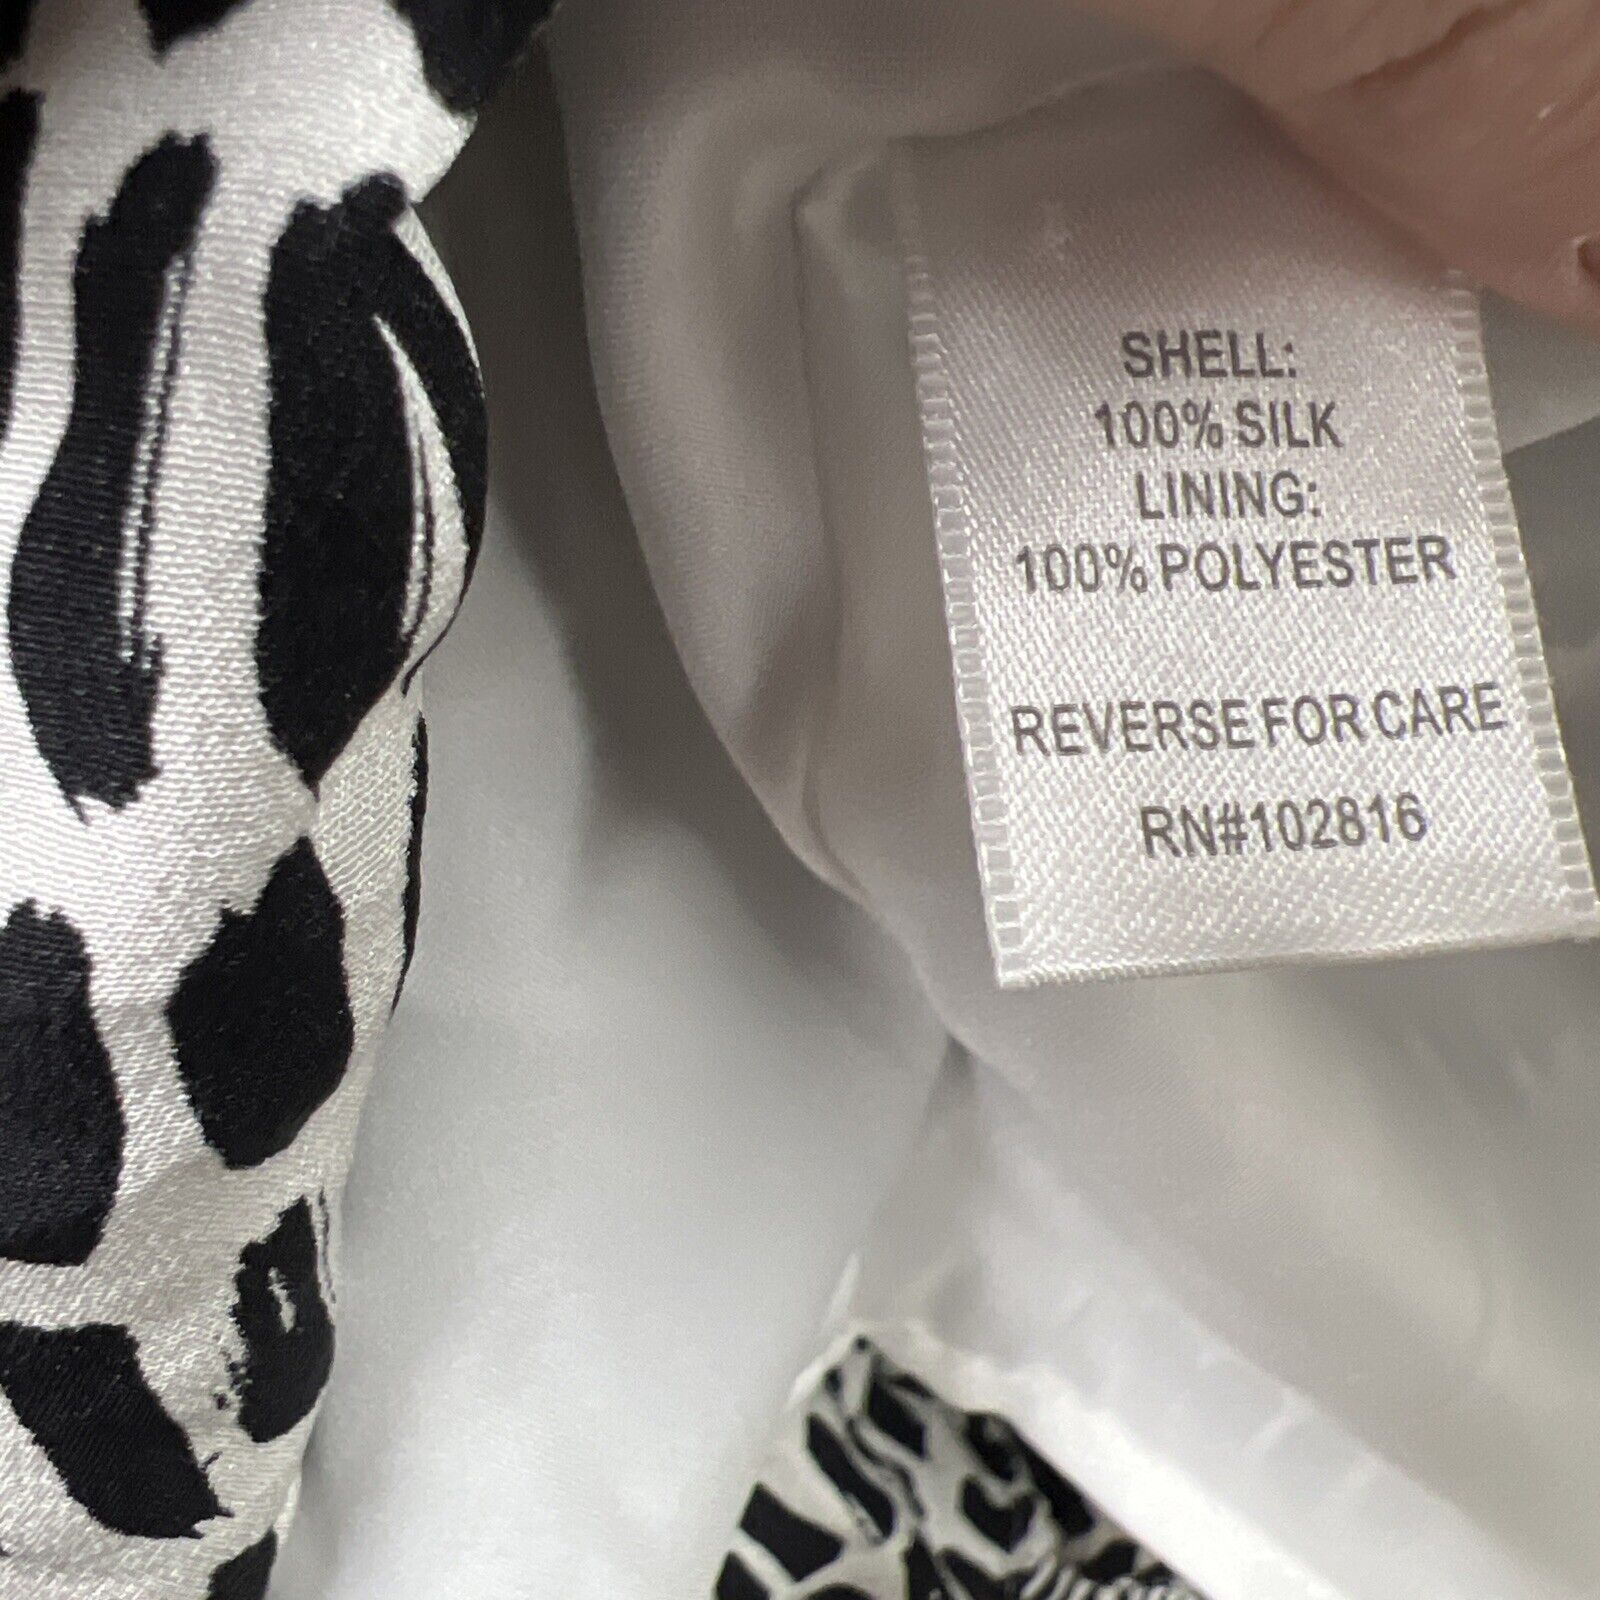 SHELL:
100% SILK
LINING:
100% POLYESTER
REVERSE FOR CARE
RN#102816